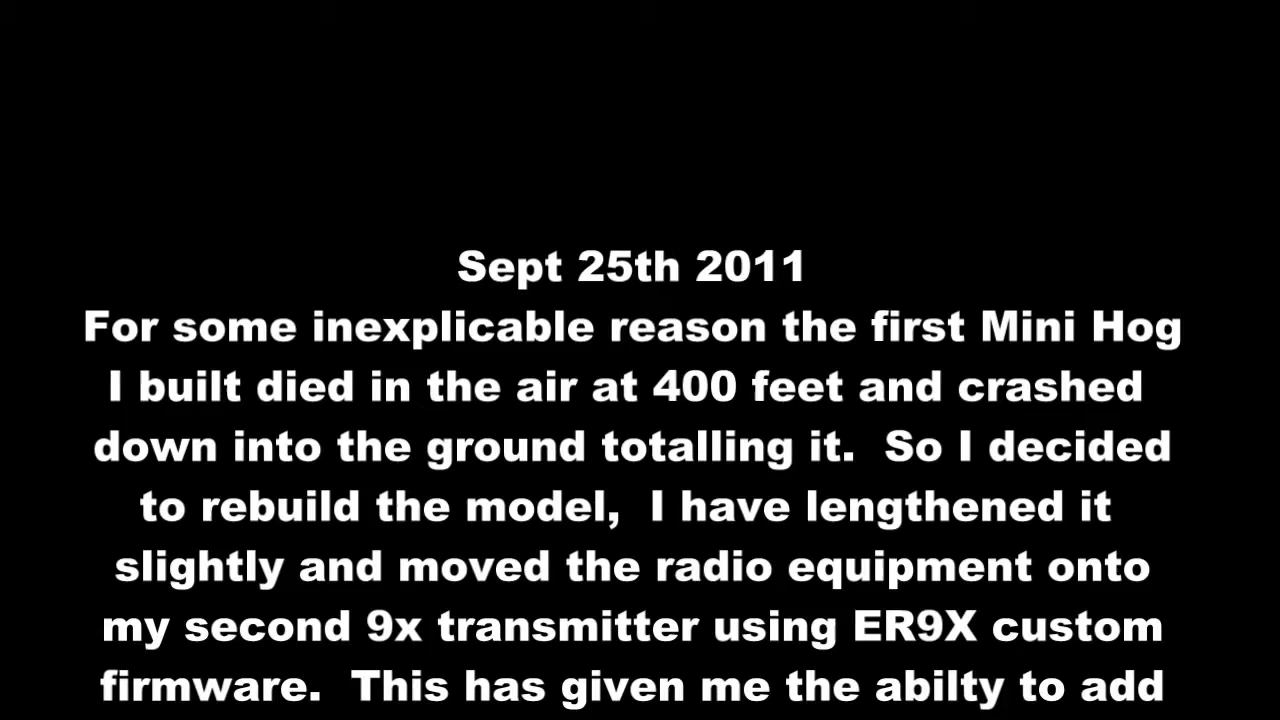 Sept 25th 2011
For some inexplicable reason the first Mini Hog
I built died in the air at 400 feet and crashed
down into the ground totalling it.  So I decided
to rebuild the model,  I have lengthened it
slightly and moved the radio equipment onto
my second 9x transmitter using ER9X custom
firmware.  This has given me the abilty to add